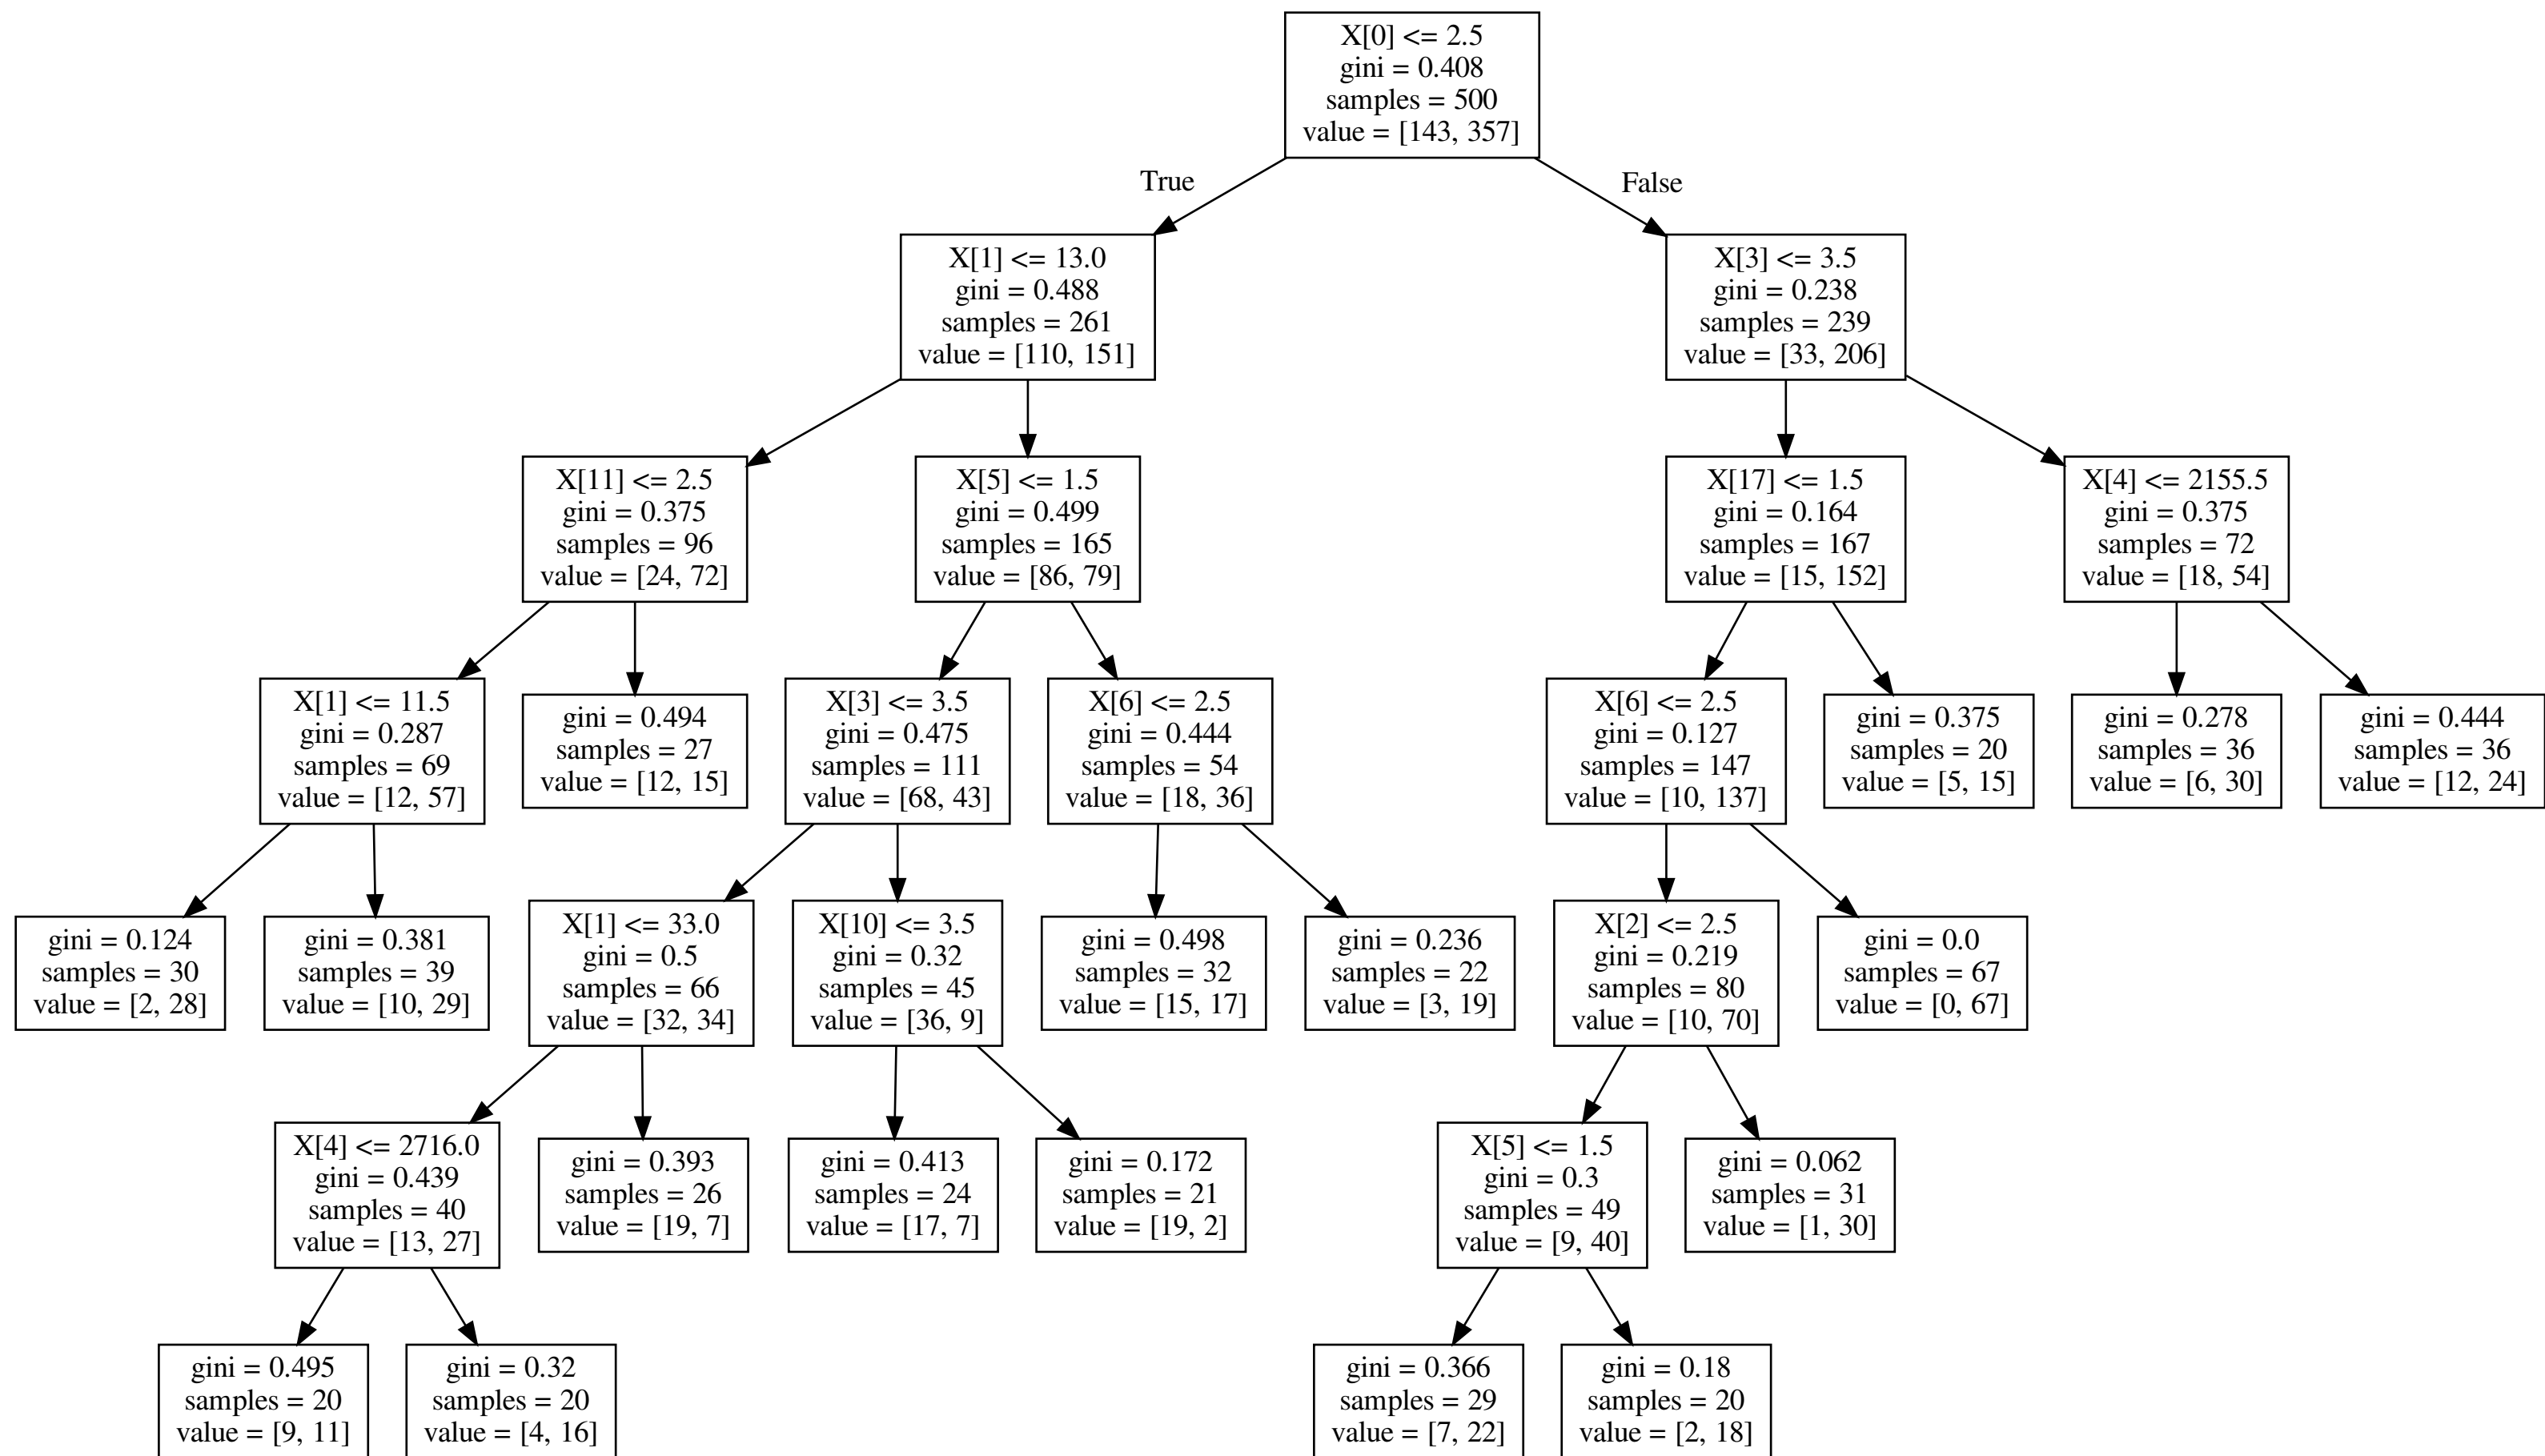 X[0] <= 2.5
gini = 0.408
samples = 500
value = [143, 357]
True
False
X[1] <= 13.0
gini = 0.488
samples = 261
value = [110, 151]
X[3] <= 3.5
gini = 0.238
samples = 239
value = [33, 206]
X[11] <= 2.5
gini = 0.375
samples = 96
value = [24, 72]
X[5] <= 1.5
gini = 0.499
samples = 165
value = [86, 79]
X[17] <= 1.5
gini = 0.164
samples = 167
value = [15, 152]
X[4] <= 2155.5
gini = 0.375
samples = 72
value = [18, 54]
X[1] <= 11.5
gini = 0.287
samples = 69
value = [12, 57]
gini = 0.494
samples = 27
value = [12, 15]
X[3] <= 3.5
gini = 0.475
samples = 111
value = [68, 43]
X[6] <= 2.5
gini = 0.444
samples = 54
value = [18, 36]
X[6] <= 2.5
gini = 0.127
samples = 147
value = [10, 137]
gini = 0.375
samples = 20
value = [5, 15]
gini = 0.278
samples = 36
value = [6, 30]
gini = 0.444
samples = 36
value = [12, 24]
gini = 0.124
samples = 30
value = [2, 28]
gini = 0.381
samples = 39
value = [10, 29]
X[1] <= 33.0
gini = 0.5
samples = 66
value = [32, 34]
X[10] <= 3.5
gini = 0.32
samples = 45
value = [36, 9]
gini = 0.498
samples = 32
value = [15, 17]
gini = 0.236
samples = 22
value = [3, 19]
X[2] <= 2.5
gini = 0.219
samples = 80
value = [10, 70]
gini = 0.0
samples = 67
value = [0, 67]
X[4] <= 2716.0
gini = 0.439
samples = 40
value = [13, 27]
gini = 0.393
samples = 26
value = [19, 7]
gini = 0.413
samples = 24
value = [17, 7]
gini = 0.172
samples = 21
value = [19, 2]
X[5] <= 1.5
gini = 0.3
samples = 49
value = [9, 40]
gini = 0.062
samples = 31
value = [1, 30]
gini = 0.495
samples = 20
value = [9, 11]
gini = 0.32
samples = 20
value = [4, 16]
gini = 0.366
samples = 29
value = [7, 22]
gini = 0.18
samples = 20
value = [2, 18]